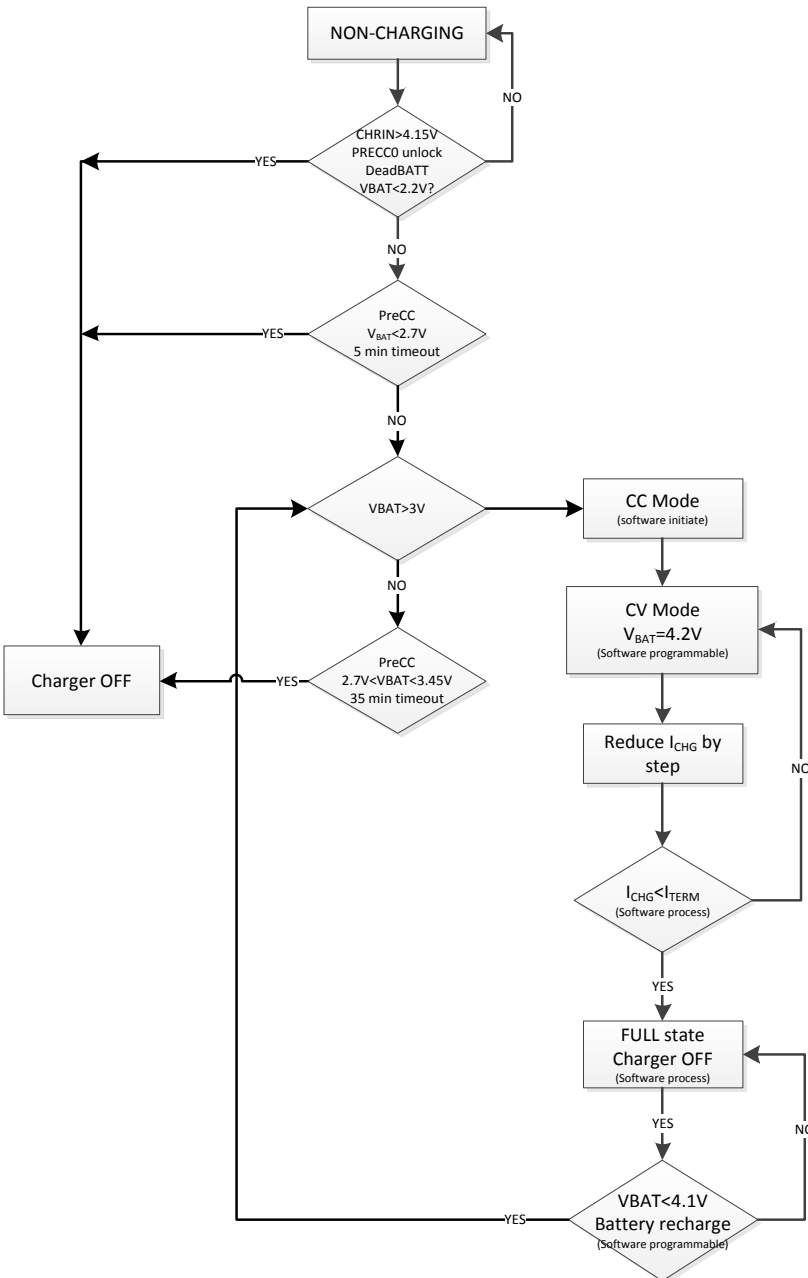 NON-CHARGING
NO
CHRIN>4.15V
PRECC0 unlock
DeadBATT
VBAT<2.2V?
YES
NO
PreCC
VBAT<2.7V
5 min timeout
YES
NO
VBAT>3V
CC Mode
(software initiate)
NO
CV Mode
VBAT=4.2V
(Software programmable)
Charger OFF
YES
PreCC
2.7V<VBAT<3.45V
35 min timeout
Reduce ICHG by
step
NO
ICHG<ITERM
(Software process)
YES
FULL state
Charger OFF
(Software process)
YES
NO
VBAT<4.1V
Battery recharge
(Software programmable)
YES